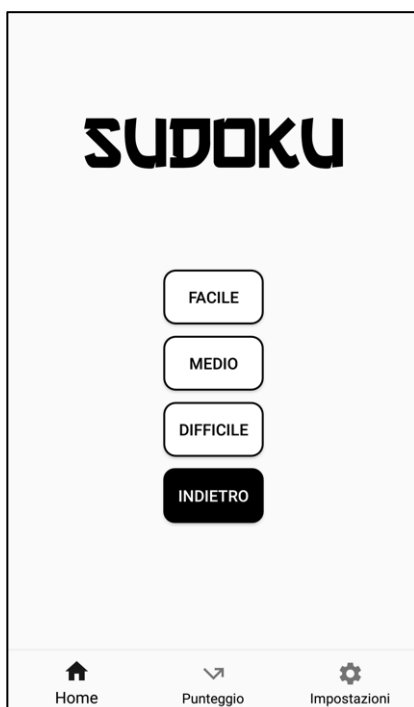 SUDOKU
FACILE
MEDIO
DIFFICILE
INDIETRO
Home Punteggio Impostazioni